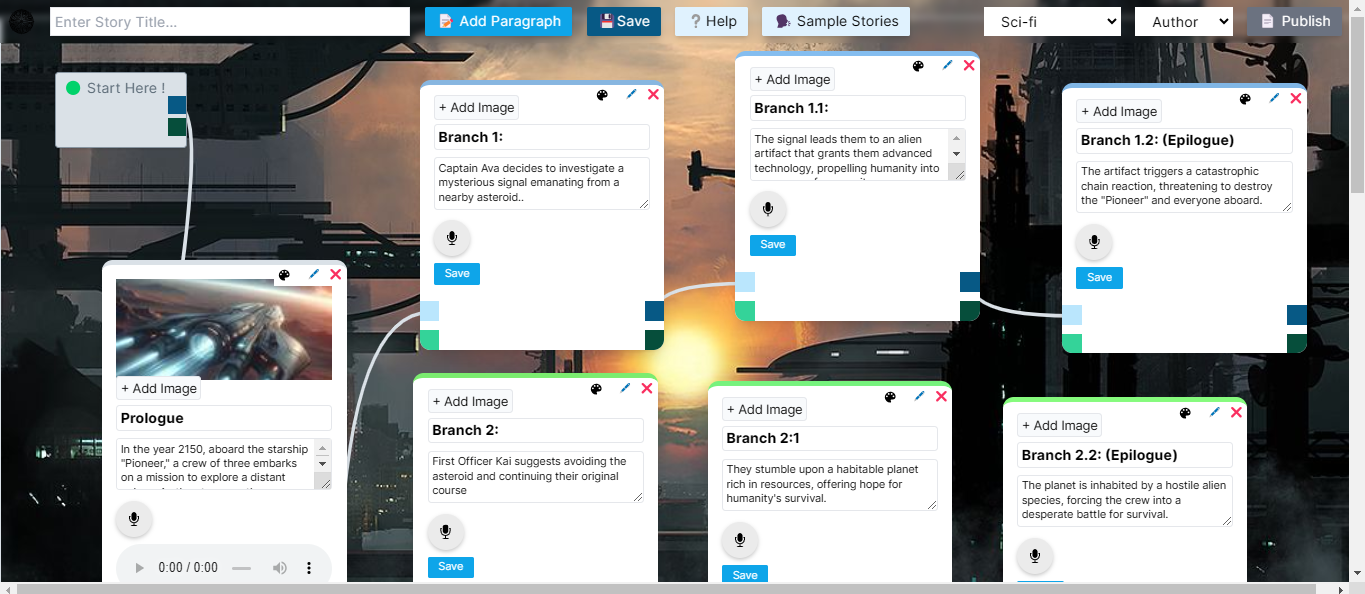 Enter Story Title...
Add Paragraph
Save
Help
Sample Stories
Sci-fi
Author
Publish
Start Here !
+ Add Image
Prologue
In the year 2150, aboard the starship
"Pioneer," a crew of three embarks
on a mission to explore a distant
0:00 / 0:00
+ Add Image
Branch 1:
Captain Ava decides to investigate a
mysterious signal emanating from a
nearby asteroid..
Save
+ Add Image
Branch 1.1:
The signal leads them to an alien
artifact that grants them advanced
technology, propelling humanity into
Save
+ Add Image
Branch 1.2: (Epilogue)
The artifact triggers a catastrophic
chain reaction, threatening to destroy
the "Pioneer" and everyone aboard.
Save
+ Add Image
Branch 2:
First Officer Kai suggests avoiding the
asteroid and continuing their original
course
Save
+ Add Image
Branch 2:1
They stumble upon a habitable planet
rich in resources, offering hope for
humanity's survival.
Save
+ Add Image
Branch 2.2: (Epilogue)
The planet is inhabited by a hostile alien
species, forcing the crew into a
desperate battle for survival.